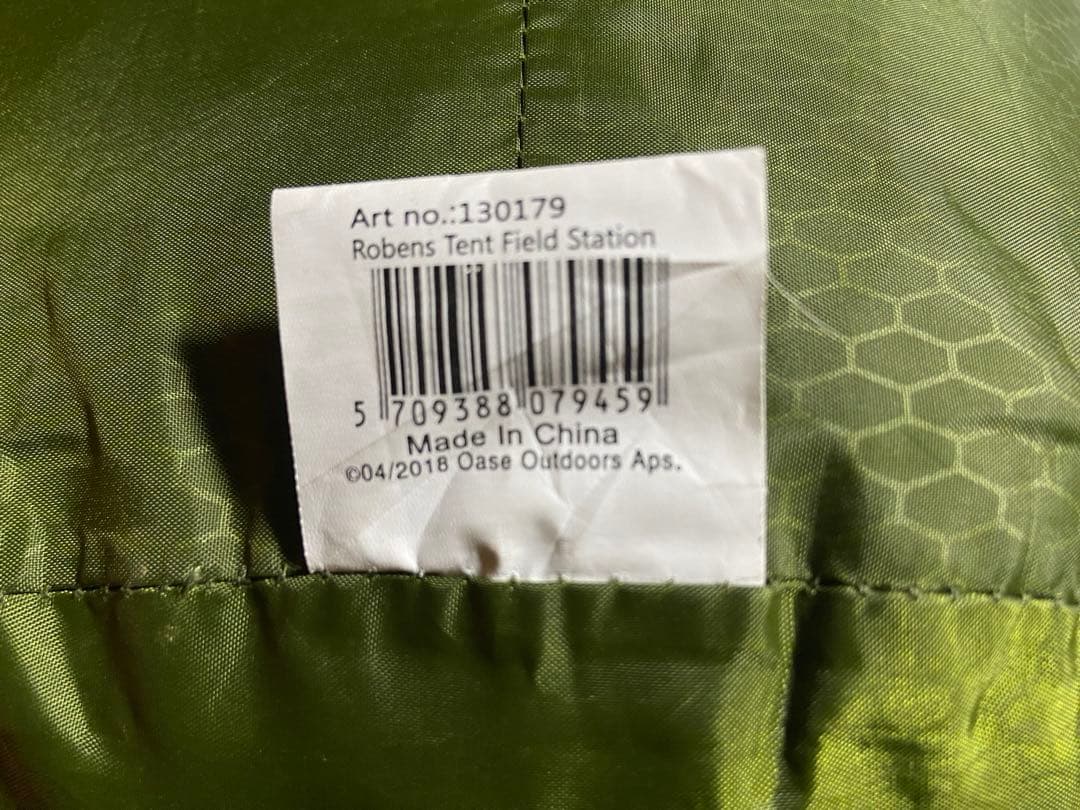 Art no.:130179
Robens Tent Field Station
5 709388 079459
Made In China
©04/2018 Oase Outdoors Aps.